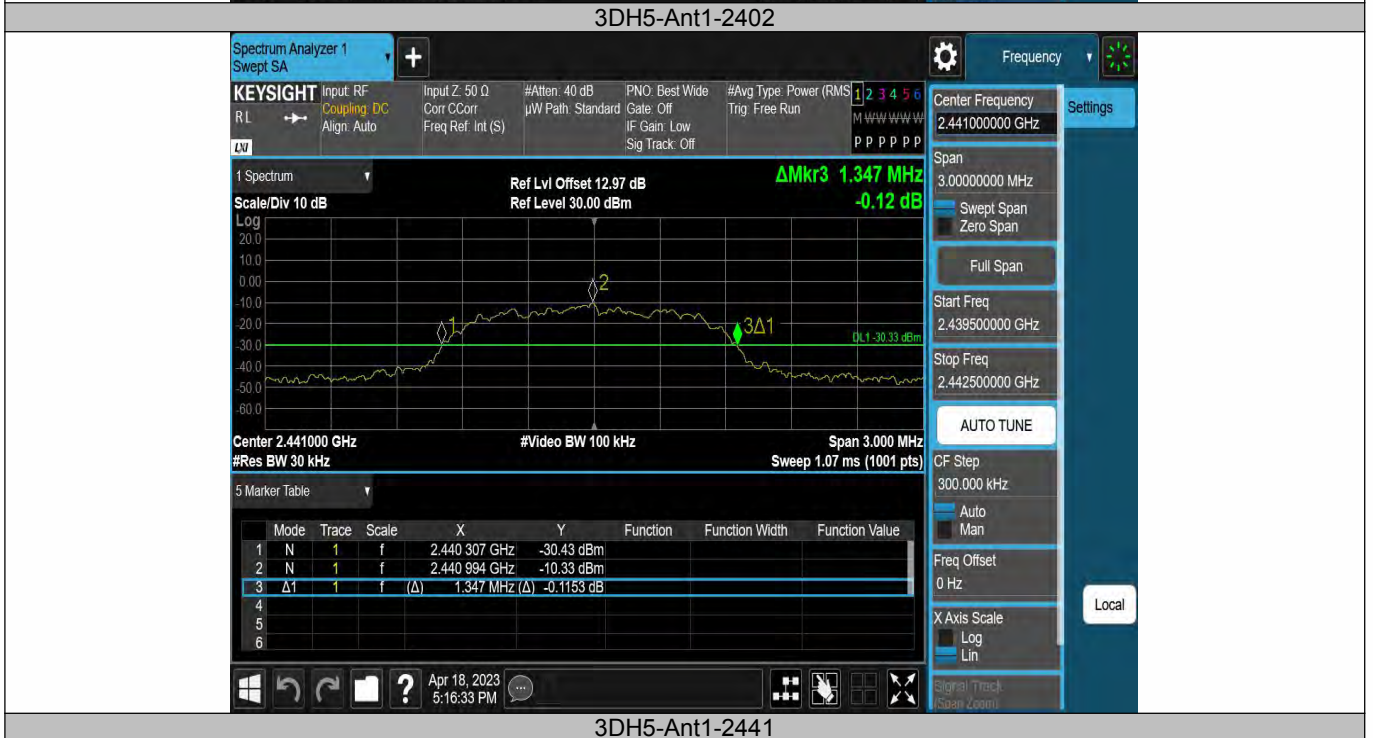 3DH5-Ant1-2402
Spectrum Analyzer 1
Swept SA
Frequency
KEYSIGHT
RL
LXI
Input: RF
Coupling: DC
Align: Auto
Input Z: 50 Ω
Corr CCorr
Freq Ref: Int (S)
#Atten: 40 dB
µW Path: Standard
PNO: Best Wide
Gate: Off
IF Gain: Low
Sig Track: Off
#Avg Type: Power (RMS
Trig: Free Run
1 2 3 4 5 6
M W W W W W
P P P P P P
1 Spectrum
Scale/Div 10 dB
Ref Lvl Offset 12.97 dB
Ref Level 30.00 dBm
ΔMkr3 1.347 MHz
-0.12 dB
Log
20.0
10.0
0.00
-10.0
-20.0
-30.0
-40.0
-50.0
-60.0
1
2
3Δ1
DL1 -30.33 dBm
Center 2.441000 GHz
#Video BW 100 kHz
Span 3.000 MHz
#Res BW 30 kHz
Sweep 1.07 ms (1001 pts)
5 Marker Table
Mode Trace Scale X Y Function Function Width Function Value
1 N 1 f 2.440 307 GHz -30.43 dBm
2 N 1 f 2.440 994 GHz -10.33 dBm
3 Δ1 1 f (Δ) 1.347 MHz (Δ) -0.1153 dB
4
5
6
Apr 18, 2023
5:16:33 PM
Center Frequency
2.441000000 GHz
Settings
Span
3.00000000 MHz
Swept Span
Zero Span
Full Span
Start Freq
2.439500000 GHz
Stop Freq
2.442500000 GHz
AUTO TUNE
CF Step
300.000 kHz
Auto
Man
Freq Offset
0 Hz
X Axis Scale
Log
Lin
Signal Track
(Span Zoom)
Local
3DH5-Ant1-2441